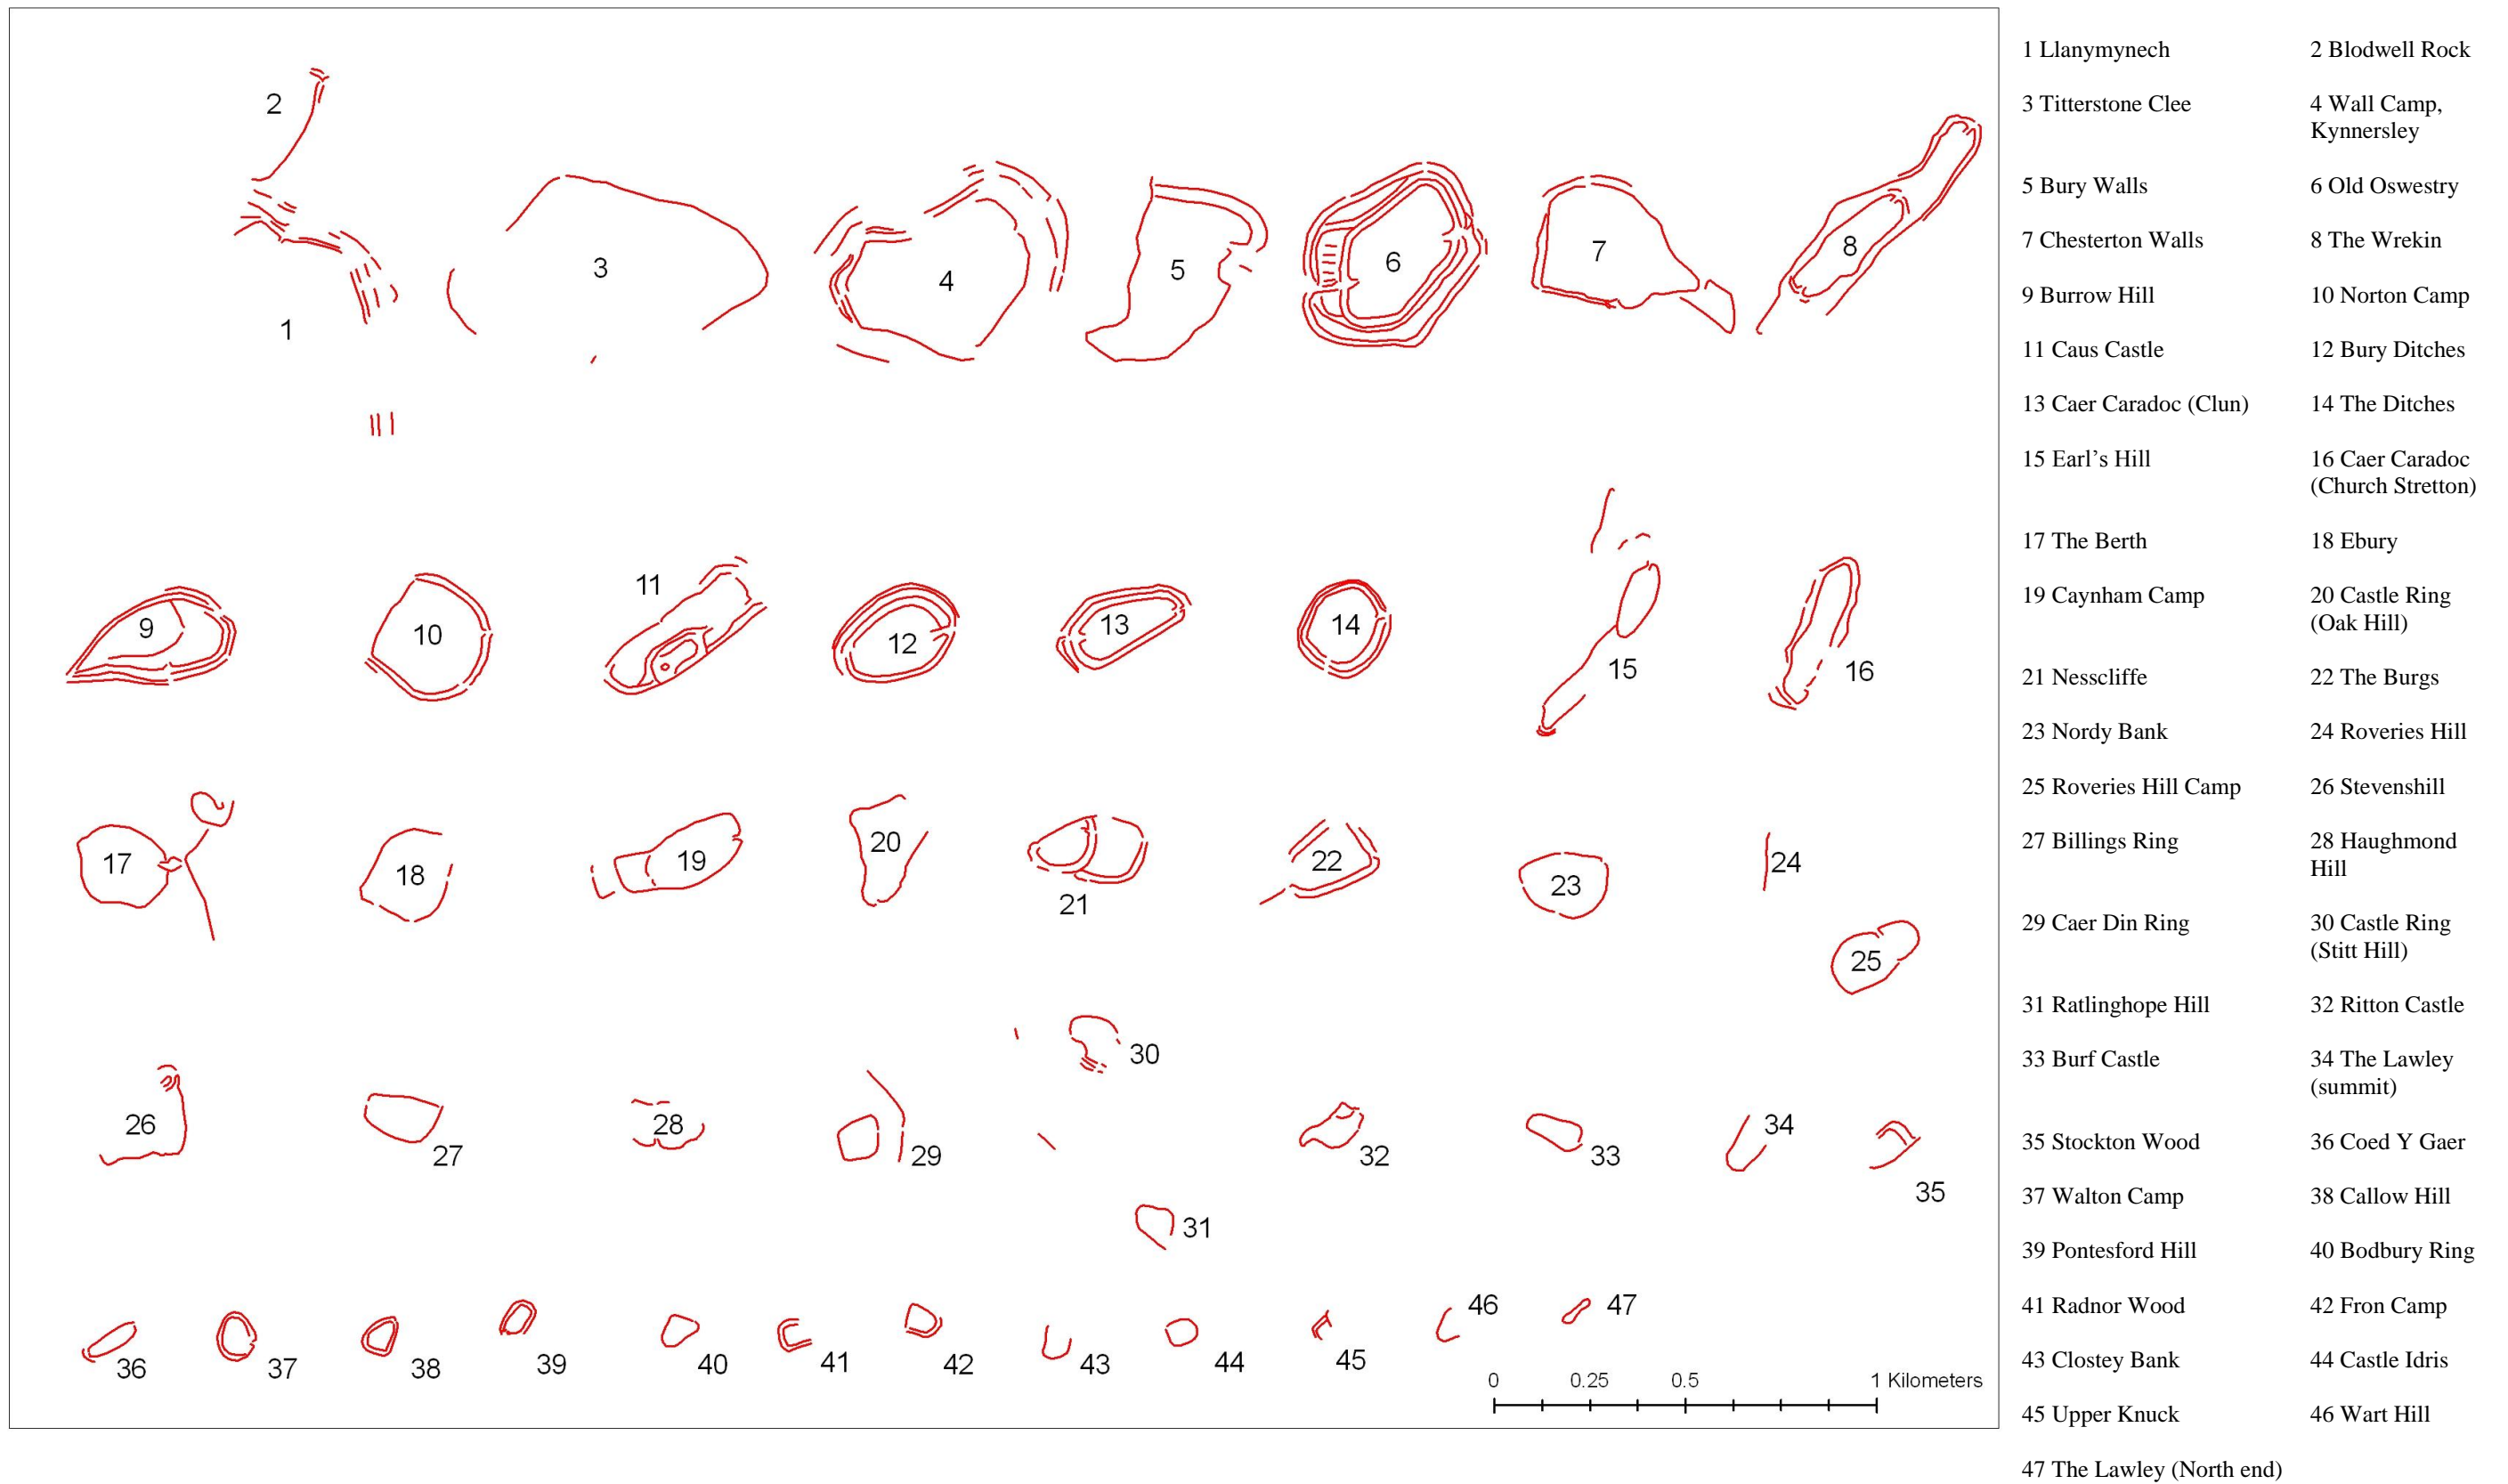 2
3
4
5
6
7
8
1
9
10
11
12
13
14
15
16
17
18
19
20
21
22
23
24
25
26
27
28
29
30
31
32
33
34
35
36
37
38
39
40
41
42
43
44
45
46
47
0 0.25 0.5 1 Kilometers
1 Llanymynech 2 Blodwell Rock
3 Titterstone Clee 4 Wall Camp,
Kynnersley
5 Bury Walls 6 Old Oswestry
7 Chesterton Walls 8 The Wrekin
9 Burrow Hill 10 Norton Camp
11 Caus Castle 12 Bury Ditches
13 Caer Caradoc (Clun) 14 The Ditches
15 Earl’s Hill 16 Caer Caradoc
(Church Stretton)
17 The Berth 18 Ebury
19 Caynham Camp 20 Castle Ring
(Oak Hill)
21 Nesscliffe 22 The Burgs
23 Nordy Bank 24 Roveries Hill
25 Roveries Hill Camp 26 Stevenshill
27 Billings Ring 28 Haughmond
Hill
29 Caer Din Ring 30 Castle Ring
(Stitt Hill)
31 Ratlinghope Hill 32 Ritton Castle
33 Burf Castle 34 The Lawley
(summit)
35 Stockton Wood 36 Coed Y Gaer
37 Walton Camp 38 Callow Hill
39 Pontesford Hill 40 Bodbury Ring
41 Radnor Wood 42 Fron Camp
43 Clostey Bank 44 Castle Idris
45 Upper Knuck 46 Wart Hill
47 The Lawley (North end)